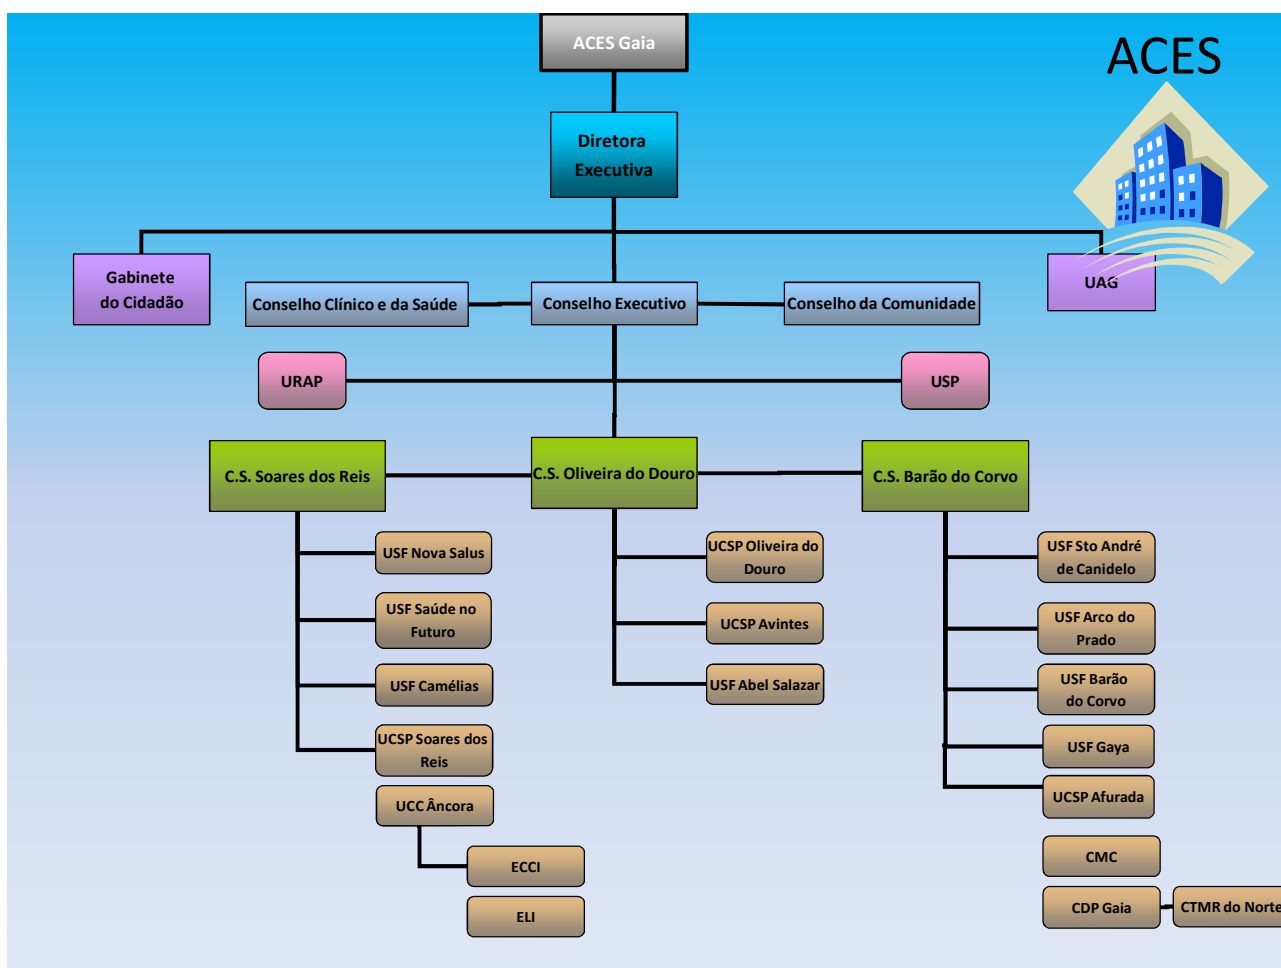 ACES Gaia
ACES
Diretora
Executiva
Gabinete
do Cidadão
UAG
Conselho Clínico e da Saúde
Conselho Executivo
Conselho da Comunidade
URAP
USP
C.S. Soares dos Reis
C.S. Oliveira do Douro
C.S. Barão do Corvo
USF Nova Salus
USF Saúde no
Futuro
USF Camélias
UCSP Soares dos
Reis
UCC Âncora
ECCI
ELI
UCSP Oliveira do
Douro
UCSP Avintes
USF Abel Salazar
USF Sto André
de Canidelo
USF Arco do
Prado
USF Barão
do Corvo
USF Gaya
UCSP Afurada
CMC
CDP Gaia
CTMR do Norte